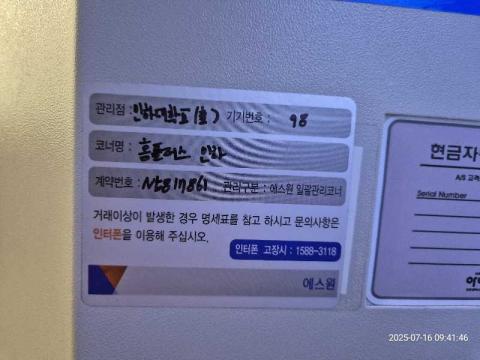 관리점 : 인하대학교(출) 기기번호 : 98
코너명 : 홈플러스 인하
계약번호 : 관리구분 : 에스원 일괄관리코너
거래이상이 발생한 경우 명세표를 참고 하시고 문의사항은
인터폰을 이용해 주십시오.
인터폰 고장시 : 1588-3118
에스원
현금자
A/S 고객
Serial Number
2025-07-16 09:41:46